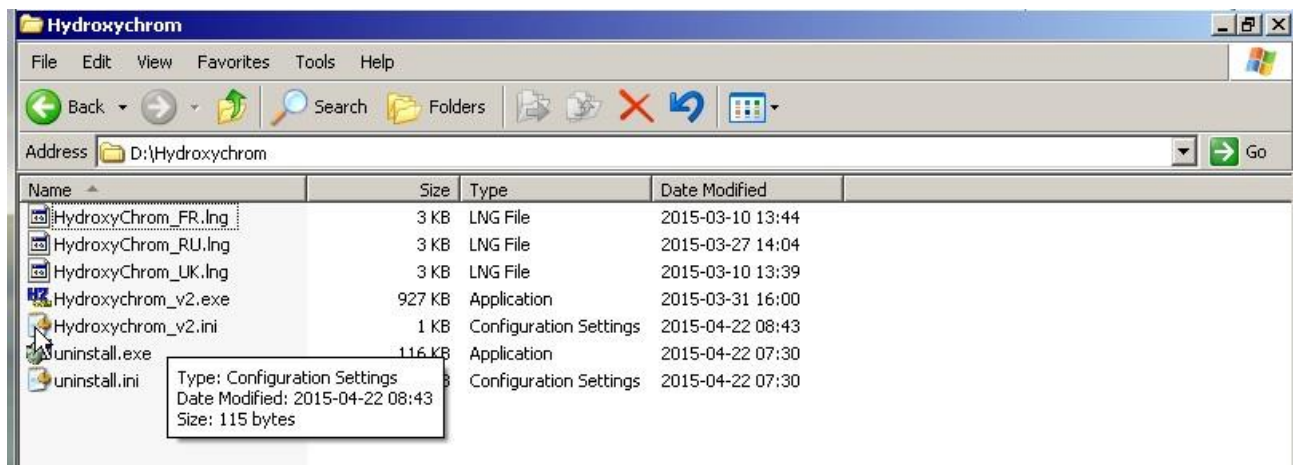 Hydroxychrom
File Edit View Favorites Tools Help
Back Search Folders
Address D:\Hydroxychrom Go
Name Size Type Date Modified
HydroxyChrom_FR.lng 3 KB LNG File 2015-03-10 13:44
HydroxyChrom_RU.lng 3 KB LNG File 2015-03-27 14:04
HydroxyChrom_UK.lng 3 KB LNG File 2015-03-10 13:39
Hydroxychrom_v2.exe 927 KB Application 2015-03-31 16:00
Hydroxychrom_v2.ini 1 KB Configuration Settings 2015-04-22 08:43
uninstall.exe 116 KB Application 2015-04-22 07:30
uninstall.ini Configuration Settings 2015-04-22 07:30
Type: Configuration Settings
Date Modified: 2015-04-22 08:43
Size: 115 bytes